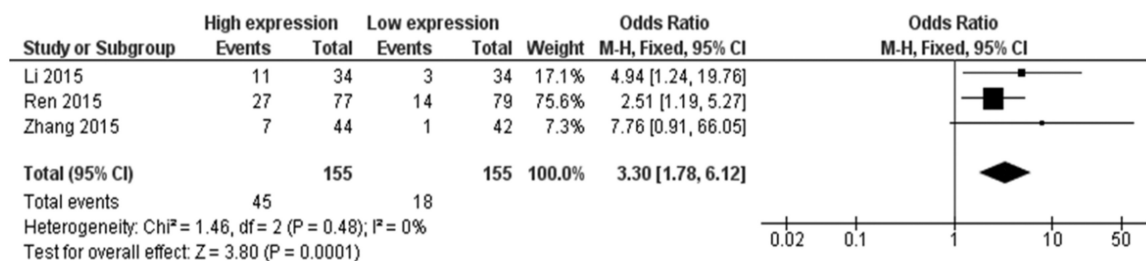 High expression Low expression Odds Ratio Odds Ratio
Study or Subgroup Events Total Events Total Weight M-H, Fixed, 95% CI M-H, Fixed, 95% CI
Li 2015 11 34 3 34 17.1% 4.94 [1.24, 19.76]
Ren 2015 27 77 14 79 75.6% 2.51 [1.19, 5.27]
Zhang 2015 7 44 1 42 7.3% 7.76 [0.91, 66.05]
Total (95% CI) 155 155 100.0% 3.30 [1.78, 6.12]
Total events 45 18
Heterogeneity: Chi² = 1.46, df = 2 (P = 0.48); I² = 0%
Test for overall effect: Z = 3.80 (P = 0.0001)
0.02 0.1 1 10 50